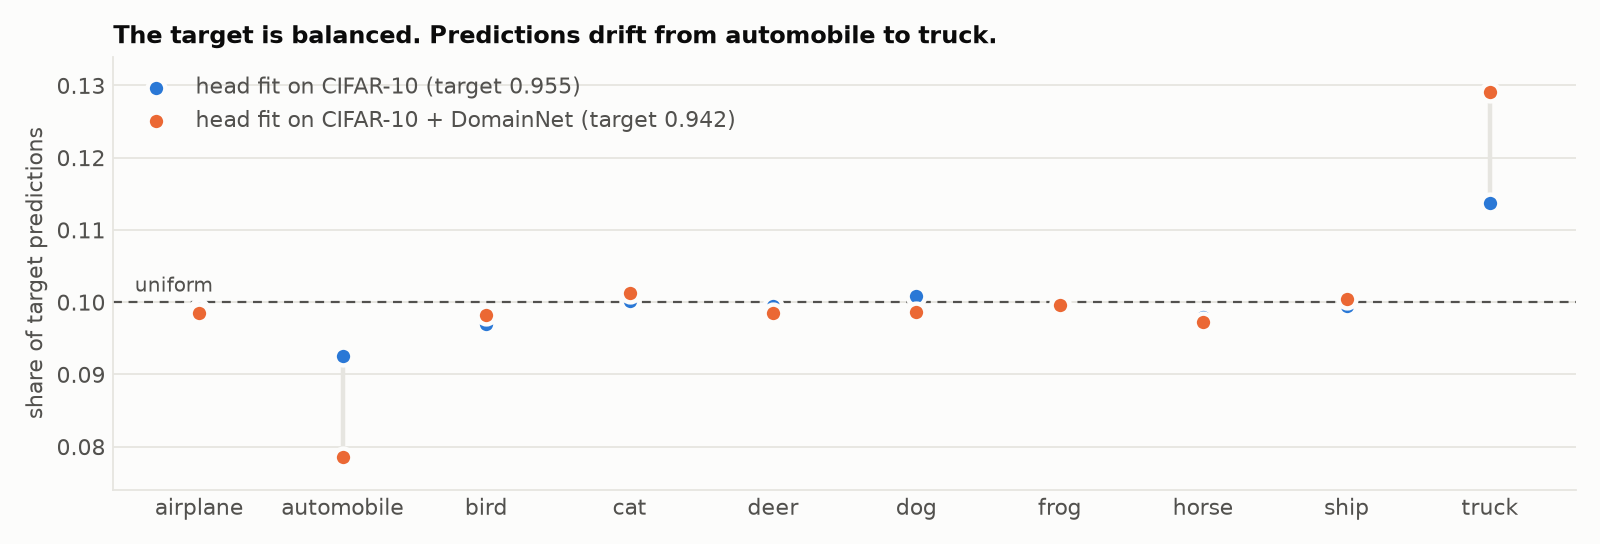 The target is balanced. Predictions drift from automobile to truck.
head fit on CIFAR-10 (target 0.955)
head fit on CIFAR-10 + DomainNet (target 0.942)
share of target predictions
0.13
0.12
0.11
0.10
0.09
0.08
uniform
airplane automobile bird cat deer dog frog horse ship truck